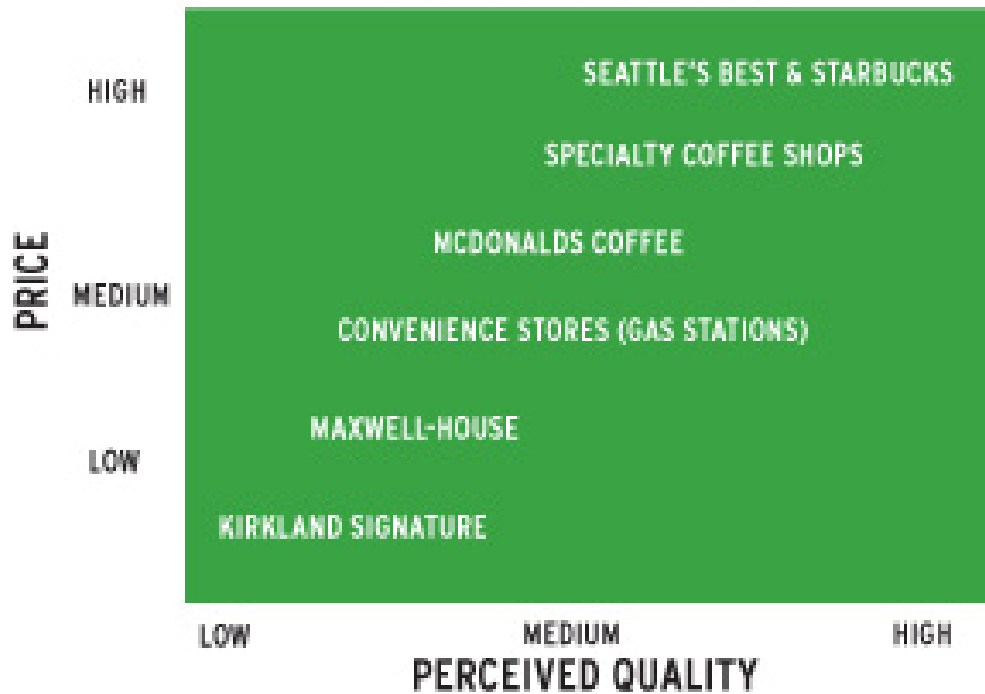 HIGH
SEATTLE'S BEST & STARBUCKS
SPECIALTY COFFEE SHOPS
MCDONALDS COFFEE
PRICE
MEDIUM
CONVENIENCE STORES (GAS STATIONS)
MAXWELL-HOUSE
LOW
KIRKLAND SIGNATURE
LOW MEDIUM HIGH
PERCEIVED QUALITY